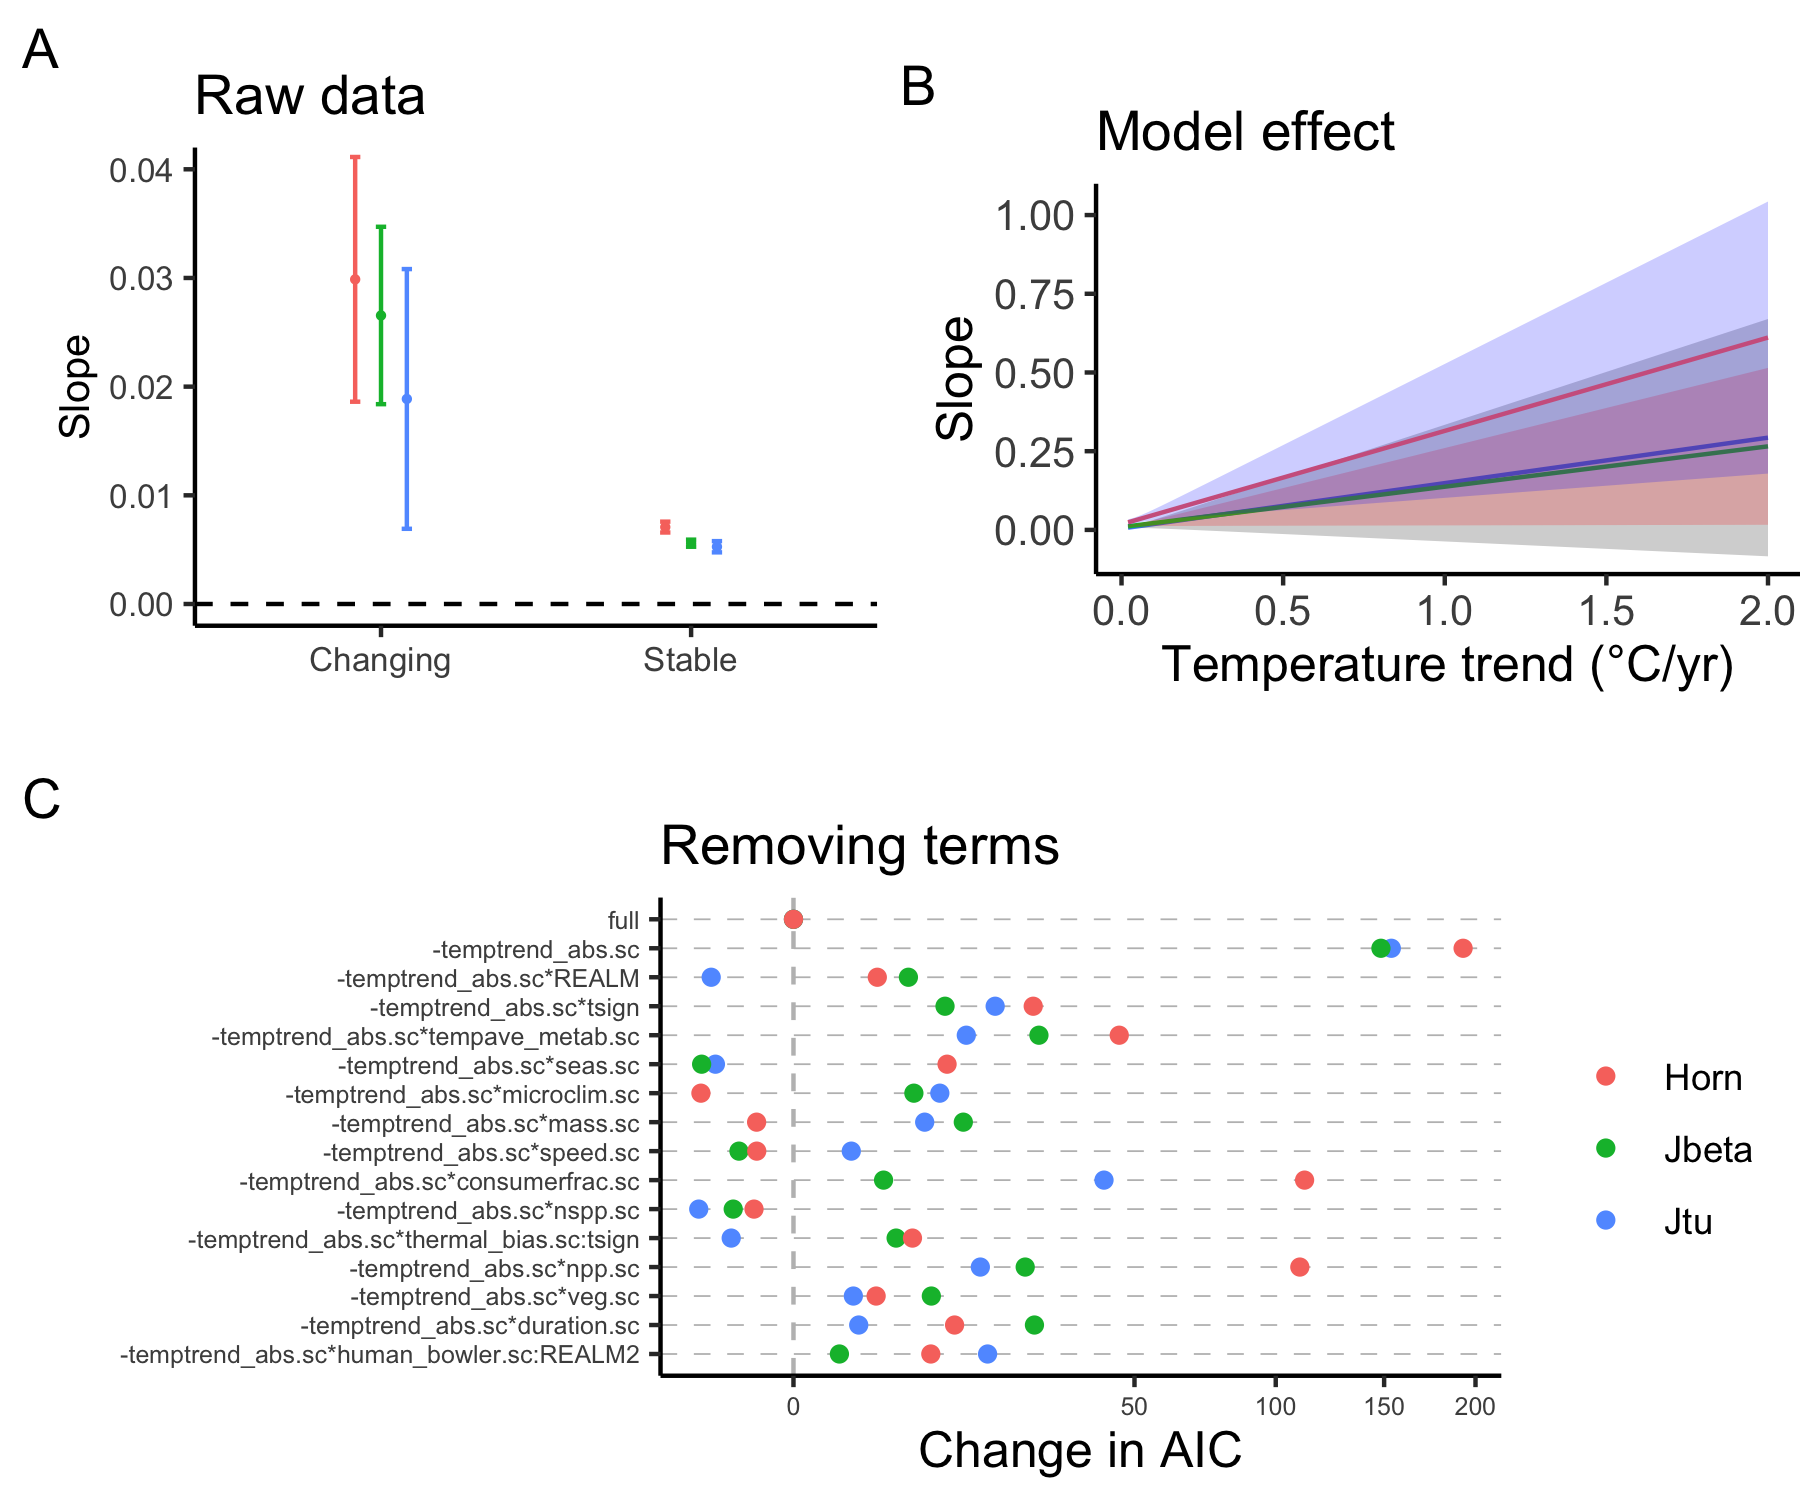 A
Raw data
Slope
0.04
0.03
0.02
0.01
0.00
Changing
Stable
B
Model effect
Slope
1.00
0.75
0.50
0.25
0.00
0.0
0.5
1.0
1.5
2.0
Temperature trend (°C/yr)
C
Removing terms
full
-temptrend_abs.sc
-temptrend_abs.sc*REALM
-temptrend_abs.sc*tsign
-temptrend_abs.sc*tempave_metab.sc
-temptrend_abs.sc*seas.sc
-temptrend_abs.sc*microclim.sc
-temptrend_abs.sc*mass.sc
-temptrend_abs.sc*speed.sc
-temptrend_abs.sc*consumerfrac.sc
-temptrend_abs.sc*nspp.sc
-temptrend_abs.sc*thermal_bias.sc:tsign
-temptrend_abs.sc*npp.sc
-temptrend_abs.sc*veg.sc
-temptrend_abs.sc*duration.sc
-temptrend_abs.sc*human_bowler.sc:REALM2
0
50
100
150
200
Change in AIC
Horn
Jbeta
Jtu